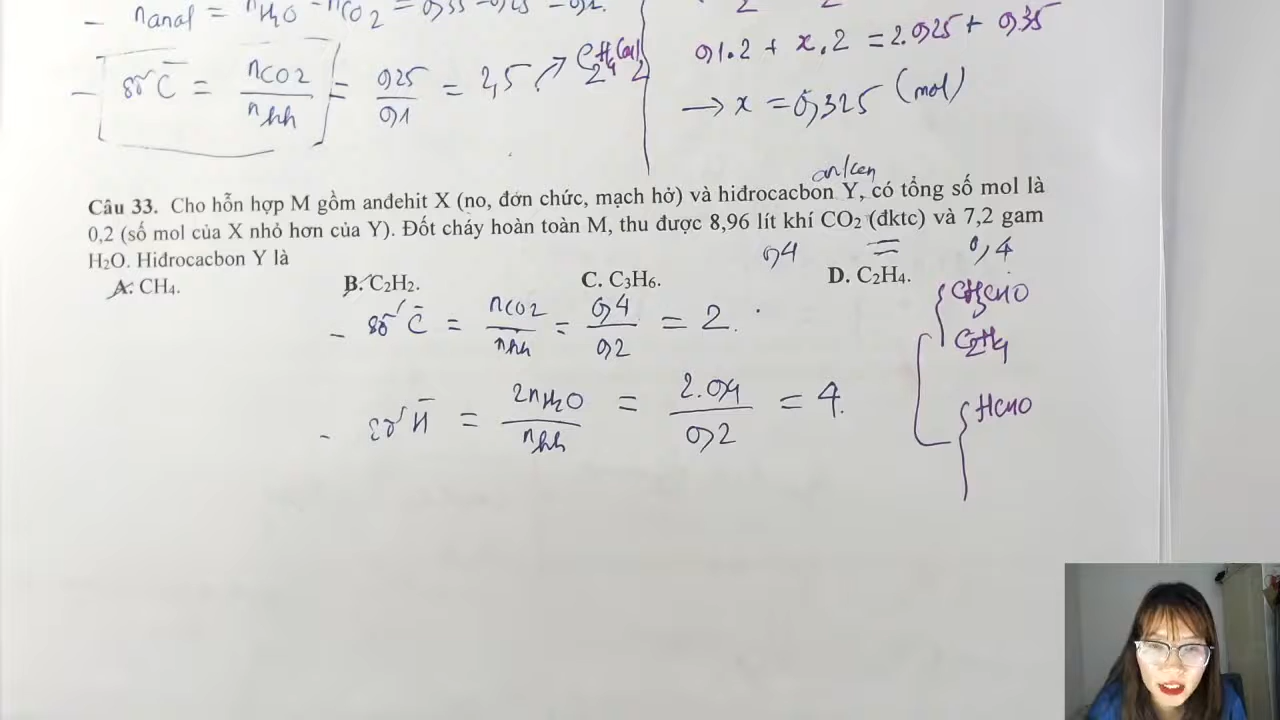 - nanđ = nH2O - nCO2 = 0,35 - 0,25 = 0,1.
2 2
0,1.2 + x.2 = 2.0,25 + 0,35
- số C̅ = nCO2/nhh = 0,25/0,1 = 2,5
→ x = 0,325 (mol)
anken
Câu 33. Cho hỗn hợp M gồm anđehit X (no, đơn chức, mạch hở) và hiđrocacbon Y, có tổng số mol là
0,2 (số mol của X nhỏ hơn của Y). Đốt cháy hoàn toàn M, thu được 8,96 lít khí CO2 (đktc) và 7,2 gam
H2O. Hiđrocacbon Y là
0,4 = 0,4
A. CH4. B. C2H2. C. C3H6. D. C2H4.
- số C̅ = nCO2/nhh = 0,4/0,2 = 2.
CH3CHO
C2H4
- số H̅ = 2nH2O/nhh = 2.0,4/0,2 = 4.
HCHO